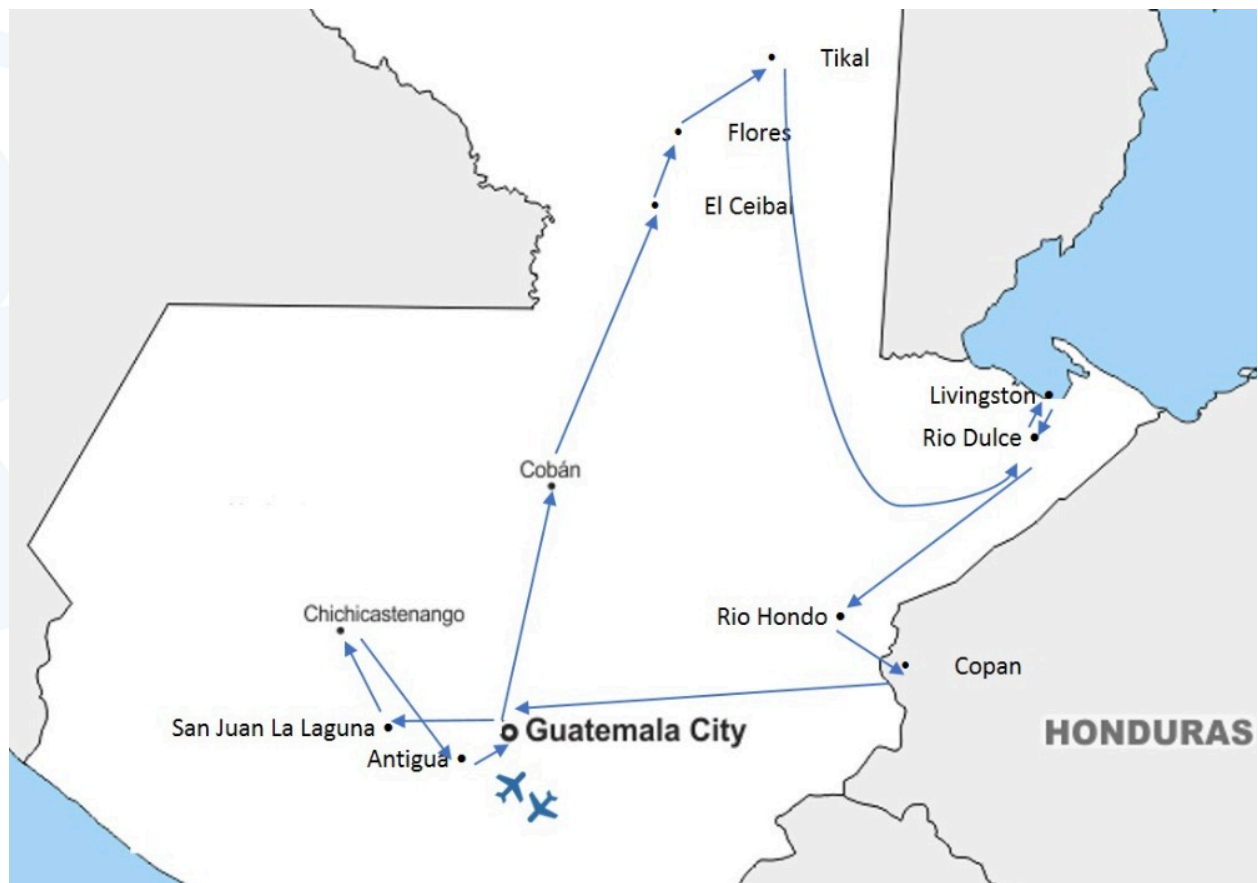 Tikal
Flores
El Ceibal
Livingston
Rio Dulce
Cobán
Chichicastenango
Rio Hondo
Copan
San Juan La Laguna
Guatemala City
HONDURAS
Antigua